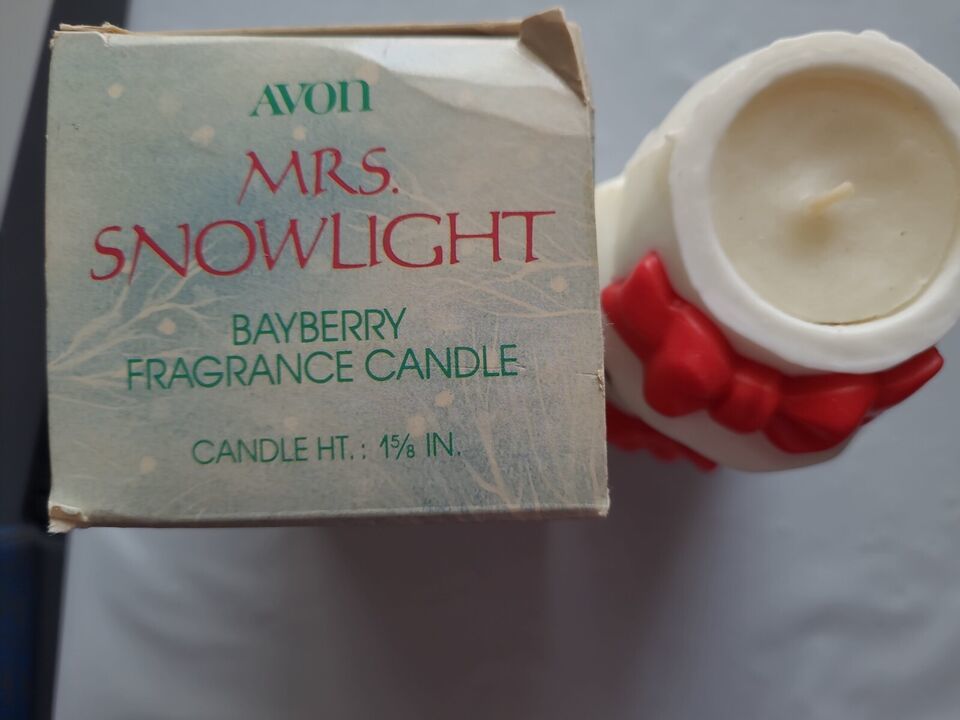 AVON
MRS.
SNOWLIGHT
BAYBERRY
FRAGRANCE CANDLE
CANDLE HT.: 1⅝ IN.